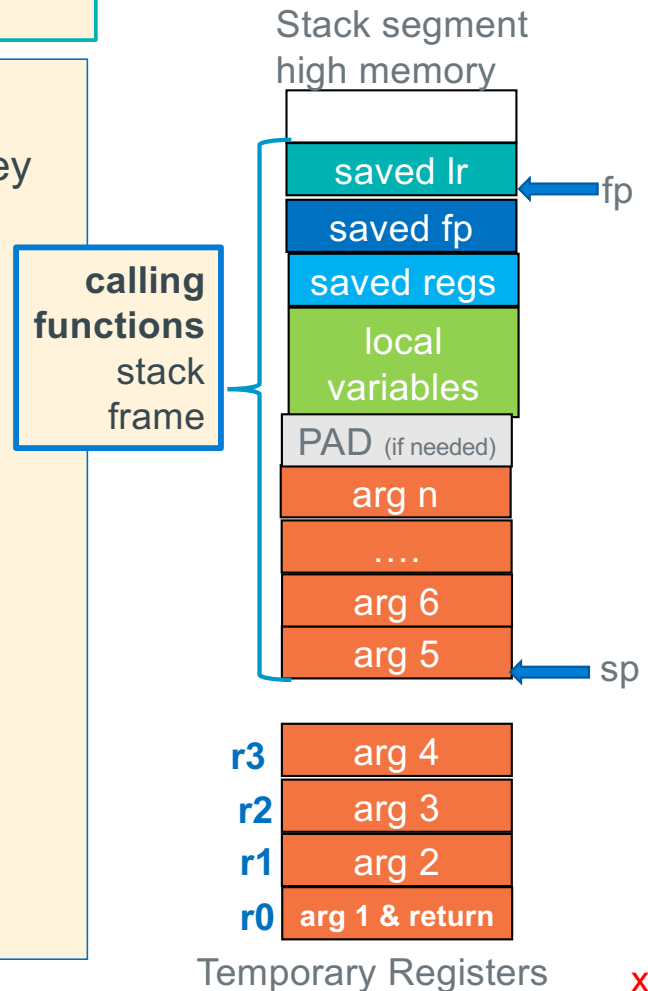 Stack segment
high memory
ey
saved lr
fp
saved fp
calling
functions
stack
frame
saved regs
local
variables
PAD (if needed)
arg n
....
arg 6
arg 5
sp
r3 arg 4
r2 arg 3
r1 arg 2
r0 arg 1 & return
Temporary Registers
x